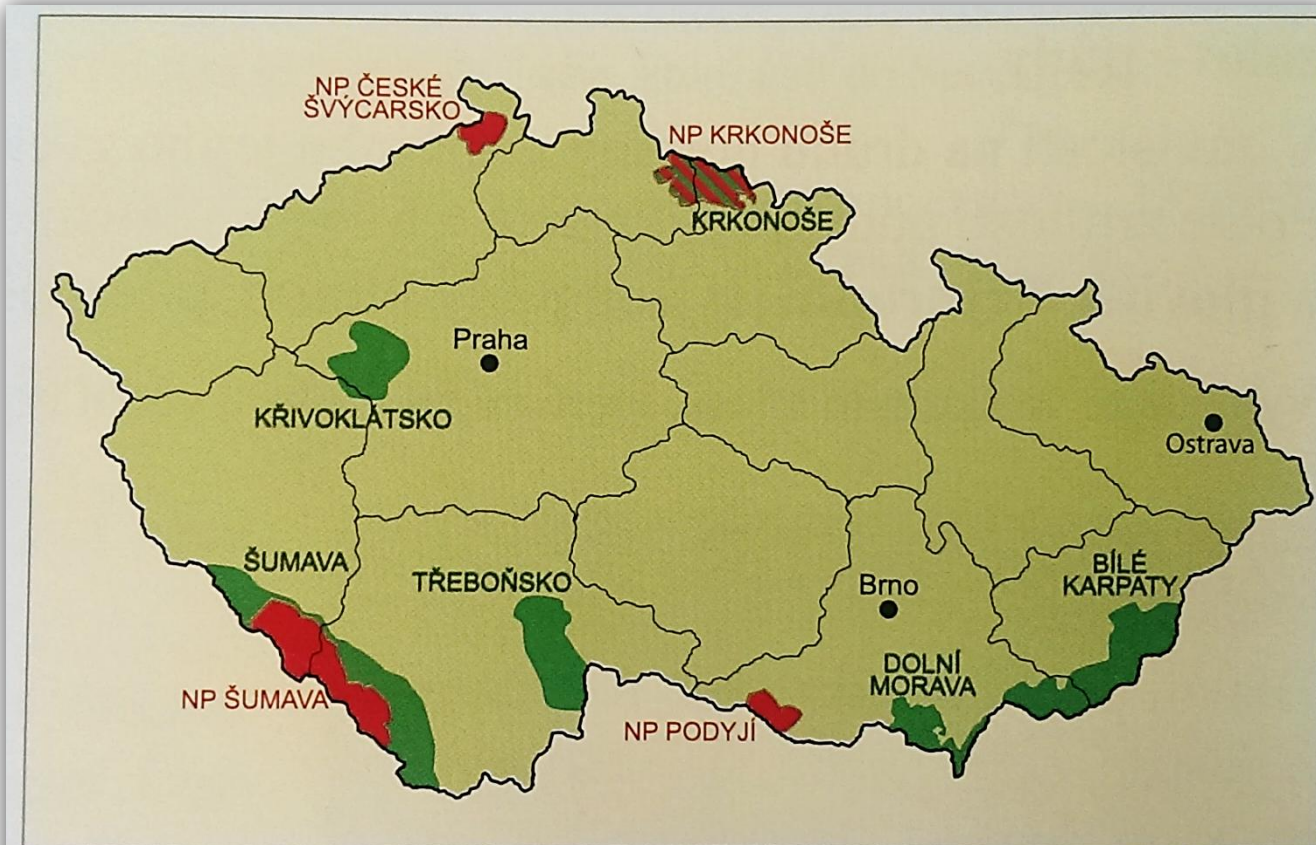 NP ČESKÉ
ŠVÝCARSKO
NP KRKONOŠE
KRKONOŠE
Praha
KŘIVOKLÁTSKO
Ostrava
ŠUMAVA
TŘEBOŇSKO
Brno
BÍLÉ
KARPATY
DOLNÍ
MORAVA
NP ŠUMAVA
NP PODYJÍ